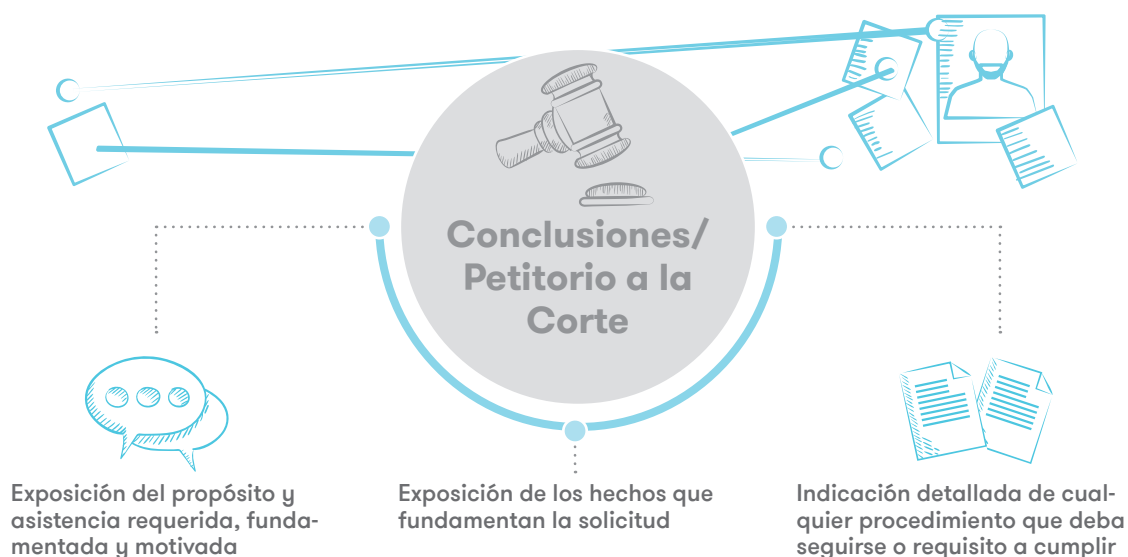 Conclusiones/
Petitorio a la
Corte
Exposición del propósito y
asistencia requerida, funda-
mentada y motivada
Exposición de los hechos que
fundamentan la solicitud
Indicación detallada de cual-
quier procedimiento que deba
seguirse o requisito a cumplir